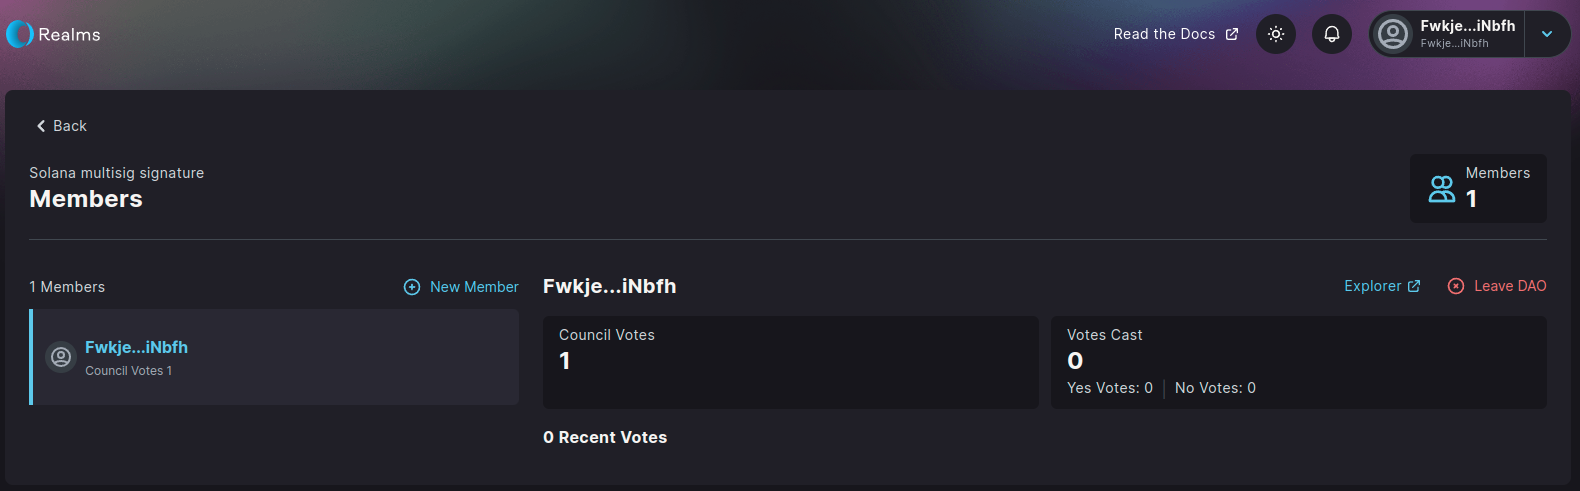 Realms
Read the Docs
Fwkje...iNbfh
Fwkje...iNbfh
Back
Solana multisig signature
Members
Members
1
1 Members
New Member
Fwkje...iNbfh
Council Votes 1
Fwkje...iNbfh
Explorer
Leave DAO
Council Votes
1
Votes Cast
0
Yes Votes: 0 | No Votes: 0
0 Recent Votes